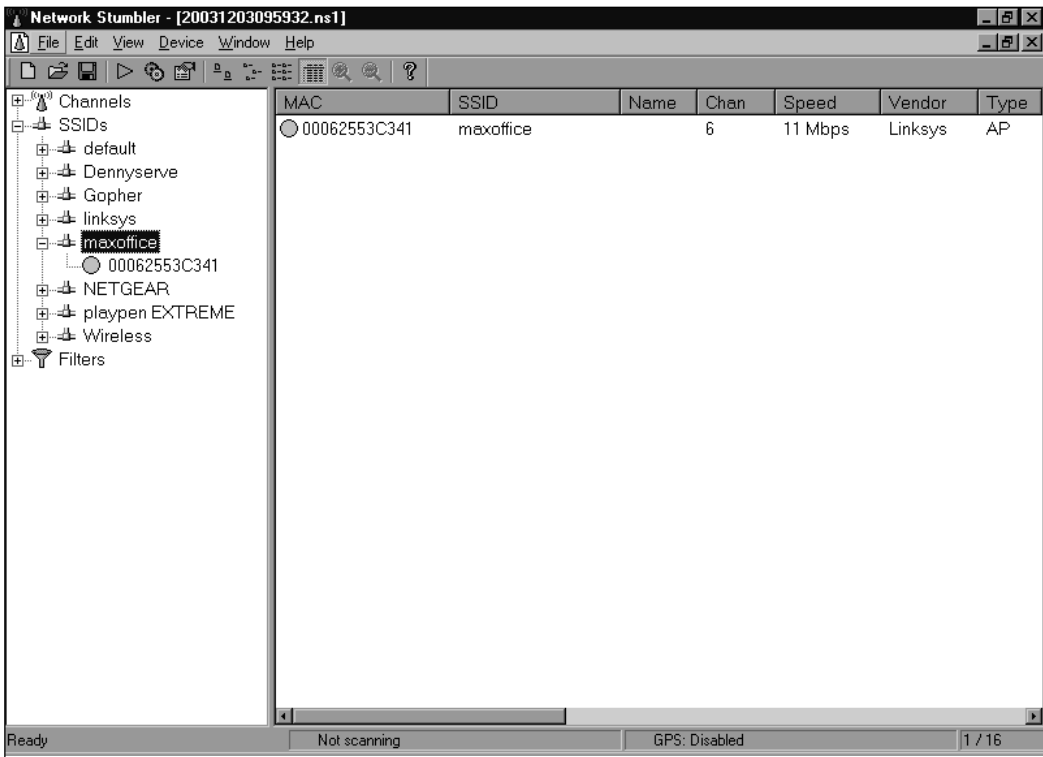 Network Stumbler - [20031203095932.ns1]
File Edit View Device Window Help
Channels
SSIDs
default
Dennyserve
Gopher
linksys
maxoffice
00062553C341
NETGEAR
playpen EXTREME
Wireless
Filters
MAC SSID Name Chan Speed Vendor Type
00062553C341 maxoffice 6 11 Mbps Linksys AP
Ready Not scanning GPS: Disabled 1 / 16